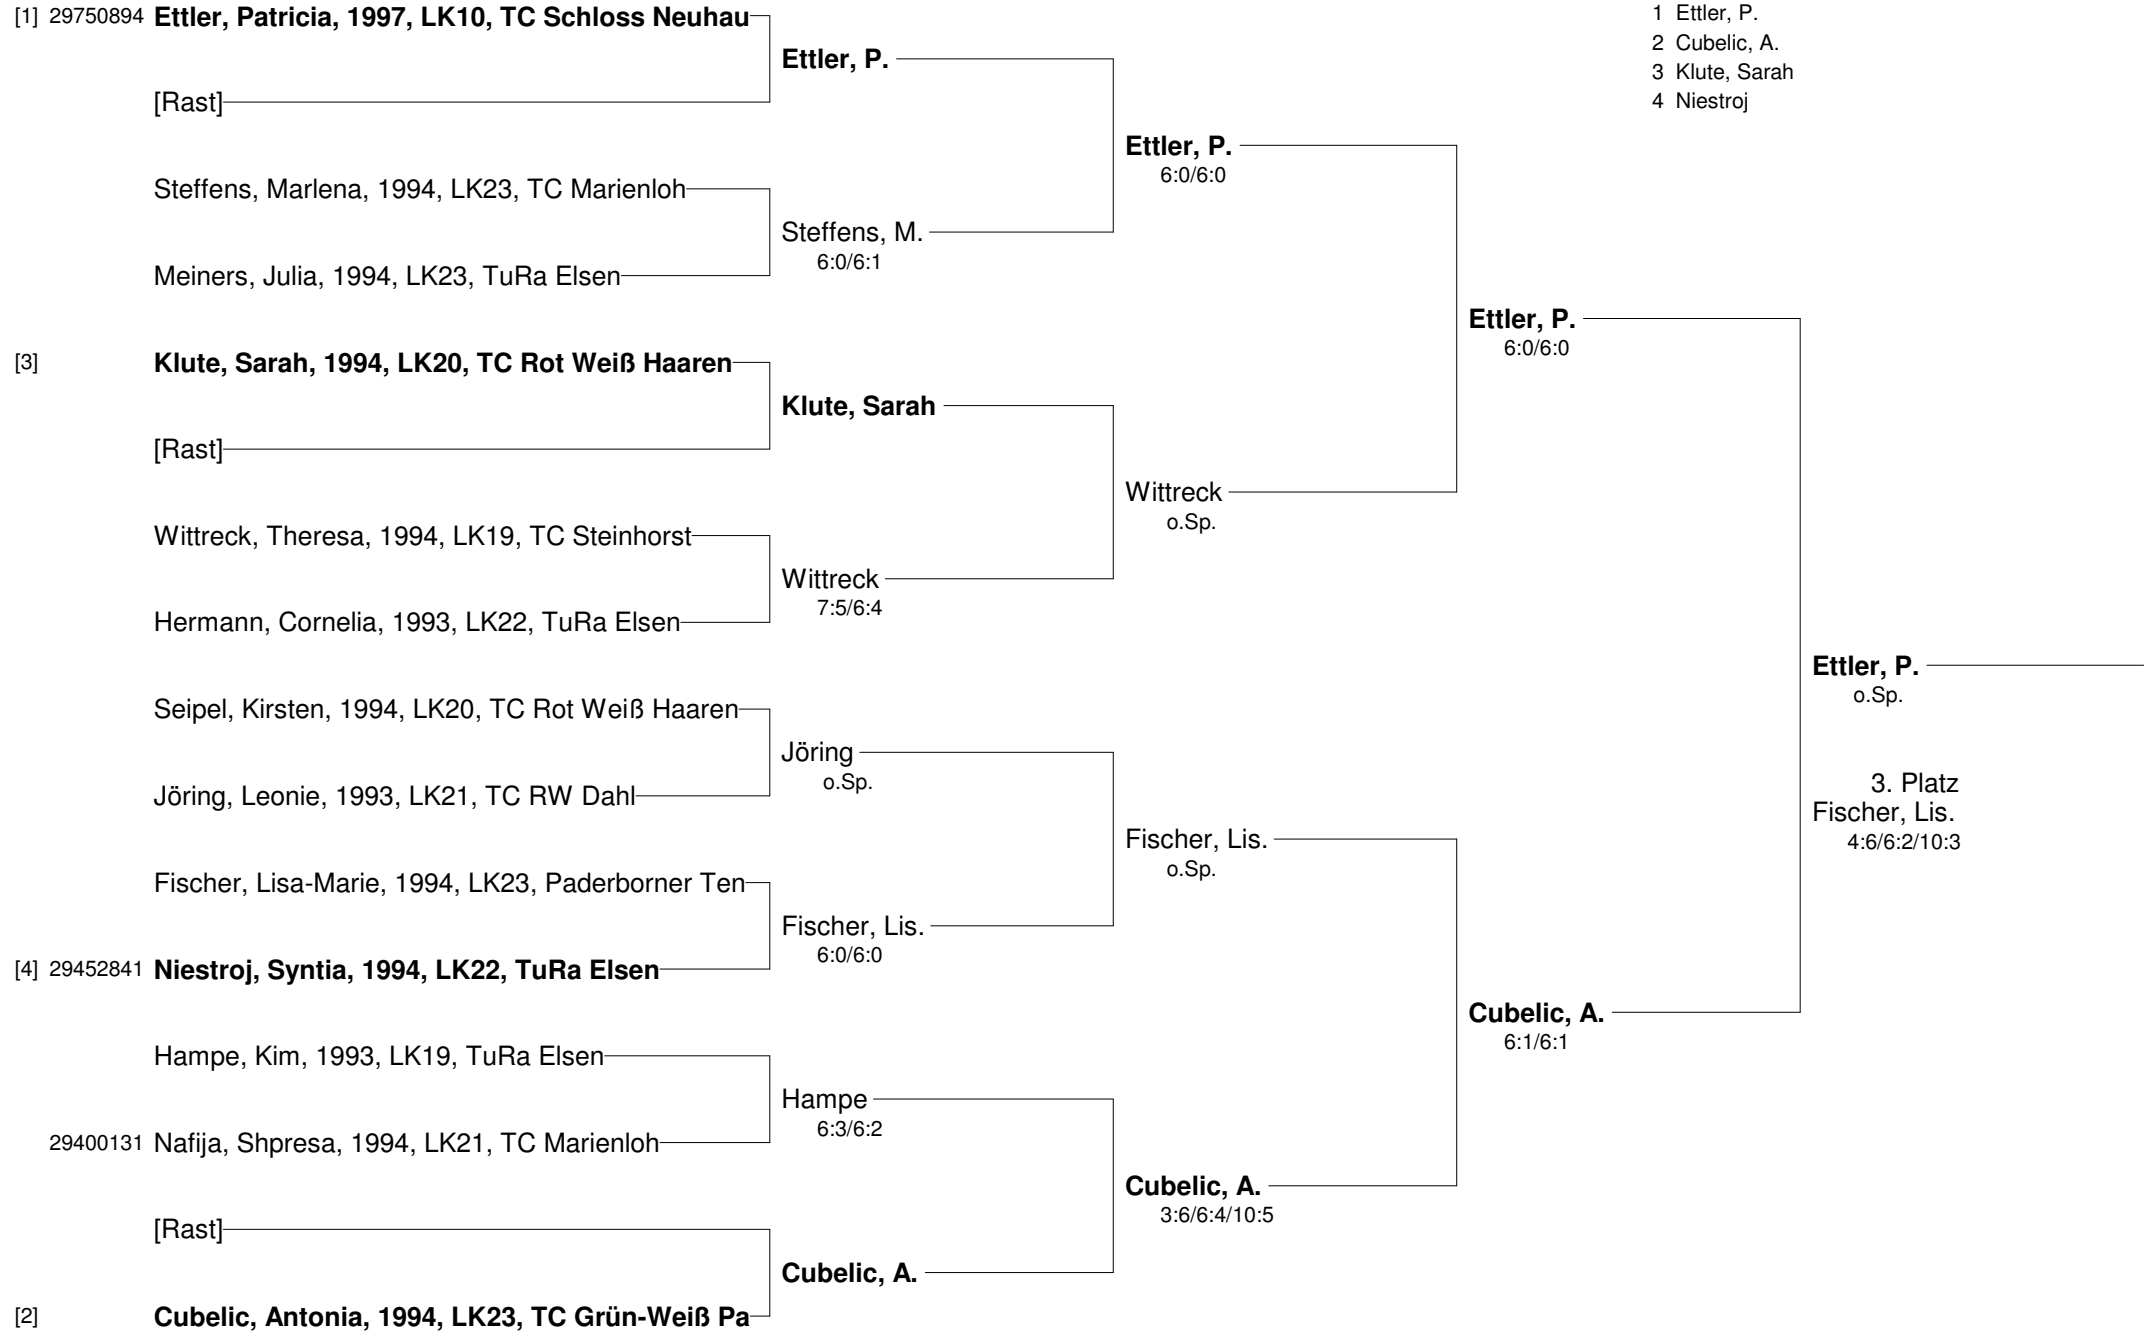 [1] 29750894 Ettler, Patricia, 1997, LK10, TC Schloss Neuhau
[Rast]
Steffens, Marlena, 1994, LK23, TC Marienloh
Meiners, Julia, 1994, LK23, TuRa Elsen
[3] Klute, Sarah, 1994, LK20, TC Rot Weiß Haaren
[Rast]
Wittreck, Theresa, 1994, LK19, TC Steinhorst
Hermann, Cornelia, 1993, LK22, TuRa Elsen
Seipel, Kirsten, 1994, LK20, TC Rot Weiß Haaren
Jöring, Leonie, 1993, LK21, TC RW Dahl
Fischer, Lisa-Marie, 1994, LK23, Paderborner Ten
[4] 29452841 Niestroj, Syntia, 1994, LK22, TuRa Elsen
Hampe, Kim, 1993, LK19, TuRa Elsen
29400131 Nafija, Shpresa, 1994, LK21, TC Marienloh
[Rast]
[2] Cubelic, Antonia, 1994, LK23, TC Grün-Weiß Pa
Ettler, P.
Steffens, M.
6:0/6:1
Klute, Sarah
Wittreck
7:5/6:4
Jöring
o.Sp.
Fischer, Lis.
6:0/6:0
Hampe
6:3/6:2
Cubelic, A.
Ettler, P.
6:0/6:0
Wittreck
o.Sp.
Fischer, Lis.
o.Sp.
Cubelic, A.
3:6/6:4/10:5
Ettler, P.
6:0/6:0
Cubelic, A.
6:1/6:1
Ettler, P.
o.Sp.
3. Platz
Fischer, Lis.
4:6/6:2/10:3
1 Ettler, P.
2 Cubelic, A.
3 Klute, Sarah
4 Niestroj